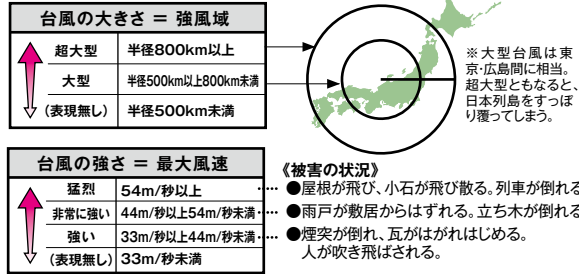 台風の大きさ = 強風域
超大型 半径800km以上
大型 半径500km以上800km未満
(表現無し) 半径500km未満
※大型台風は東
京・広島間に相当。
超大型ともなると、
日本列島をすっぽ
り覆ってしまう。
台風の強さ = 最大風速
猛烈 54m/秒以上
非常に強い 44m/秒以上54m/秒未満
強い 33m/秒以上44m/秒未満
(表現無し) 33m/秒未満
《被害の状況》
●屋根が飛び、小石が飛び散る。列車が倒れる
●雨戸が敷居からはずれる。立ち木が倒れる
●煙突が倒れ、瓦がはがれはじめる。
人が吹き飛ばされる。